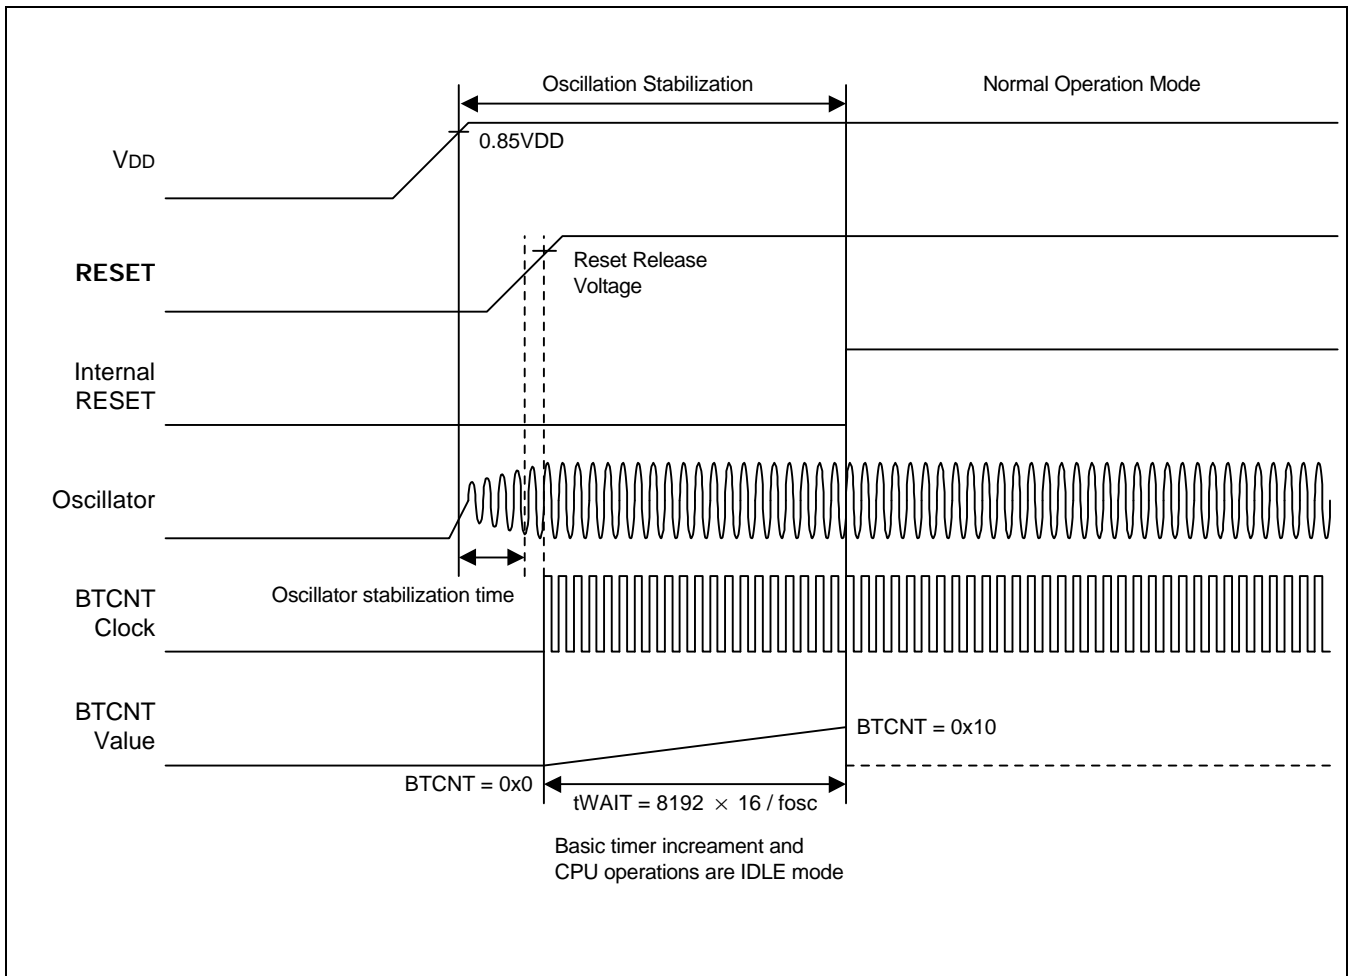 Oscillation Stabilization
Normal Operation Mode
0.85VDD
VDD
RESET
Reset Release
Voltage
Internal
RESET
Oscillator
Oscillator stabilization time
BTCNT
Clock
BTCNT
Value
BTCNT = 0x10
BTCNT = 0x0
tWAIT = 8192 × 16 / fosc
Basic timer increament and
CPU operations are IDLE mode